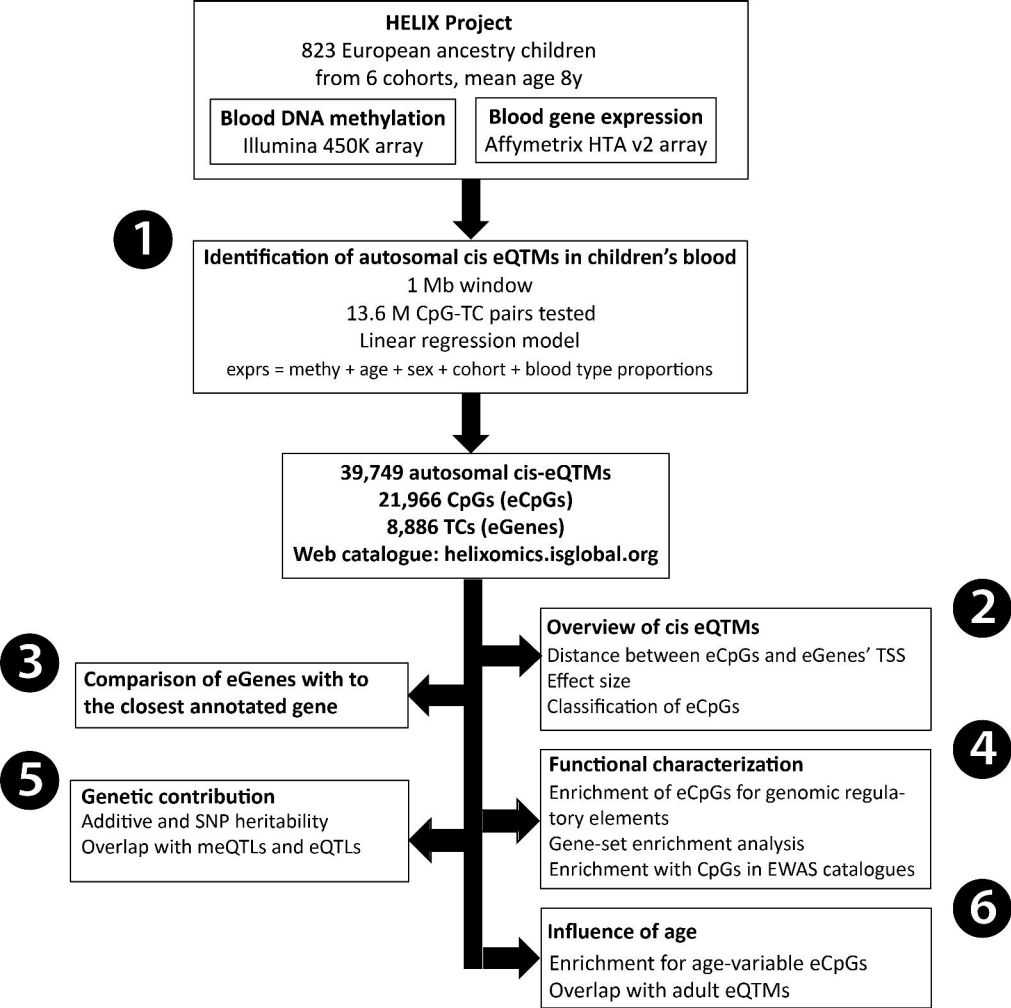 HELIX Project
823 European ancestry children
from 6 cohorts, mean age 8y
Blood DNA methylation
Illumina 450K array
Blood gene expression
Affymetrix HTA v2 array
1
Identification of autosomal cis eQTMs in children's blood
1 Mb window
13.6 M CpG-TC pairs tested
Linear regression model
exprs = methy + age + sex + cohort + blood type proportions
39,749 autosomal cis-eQTMs
21,966 CpGs (eCpGs)
8,886 TCs (eGenes)
Web catalogue: helixomics.isglobal.org
2
Overview of cis eQTMs
Distance between eCpGs and eGenes' TSS
Effect size
Classification of eCpGs
3
Comparison of eGenes with to
the closest annotated gene
4
Functional characterization
Enrichment of eCpGs for genomic regula-
tory elements
Gene-set enrichment analysis
Enrichment with CpGs in EWAS catalogues
5
Genetic contribution
Additive and SNP heritability
Overlap with meQTLs and eQTLs
6
Influence of age
Enrichment for age-variable eCpGs
Overlap with adult eQTMs